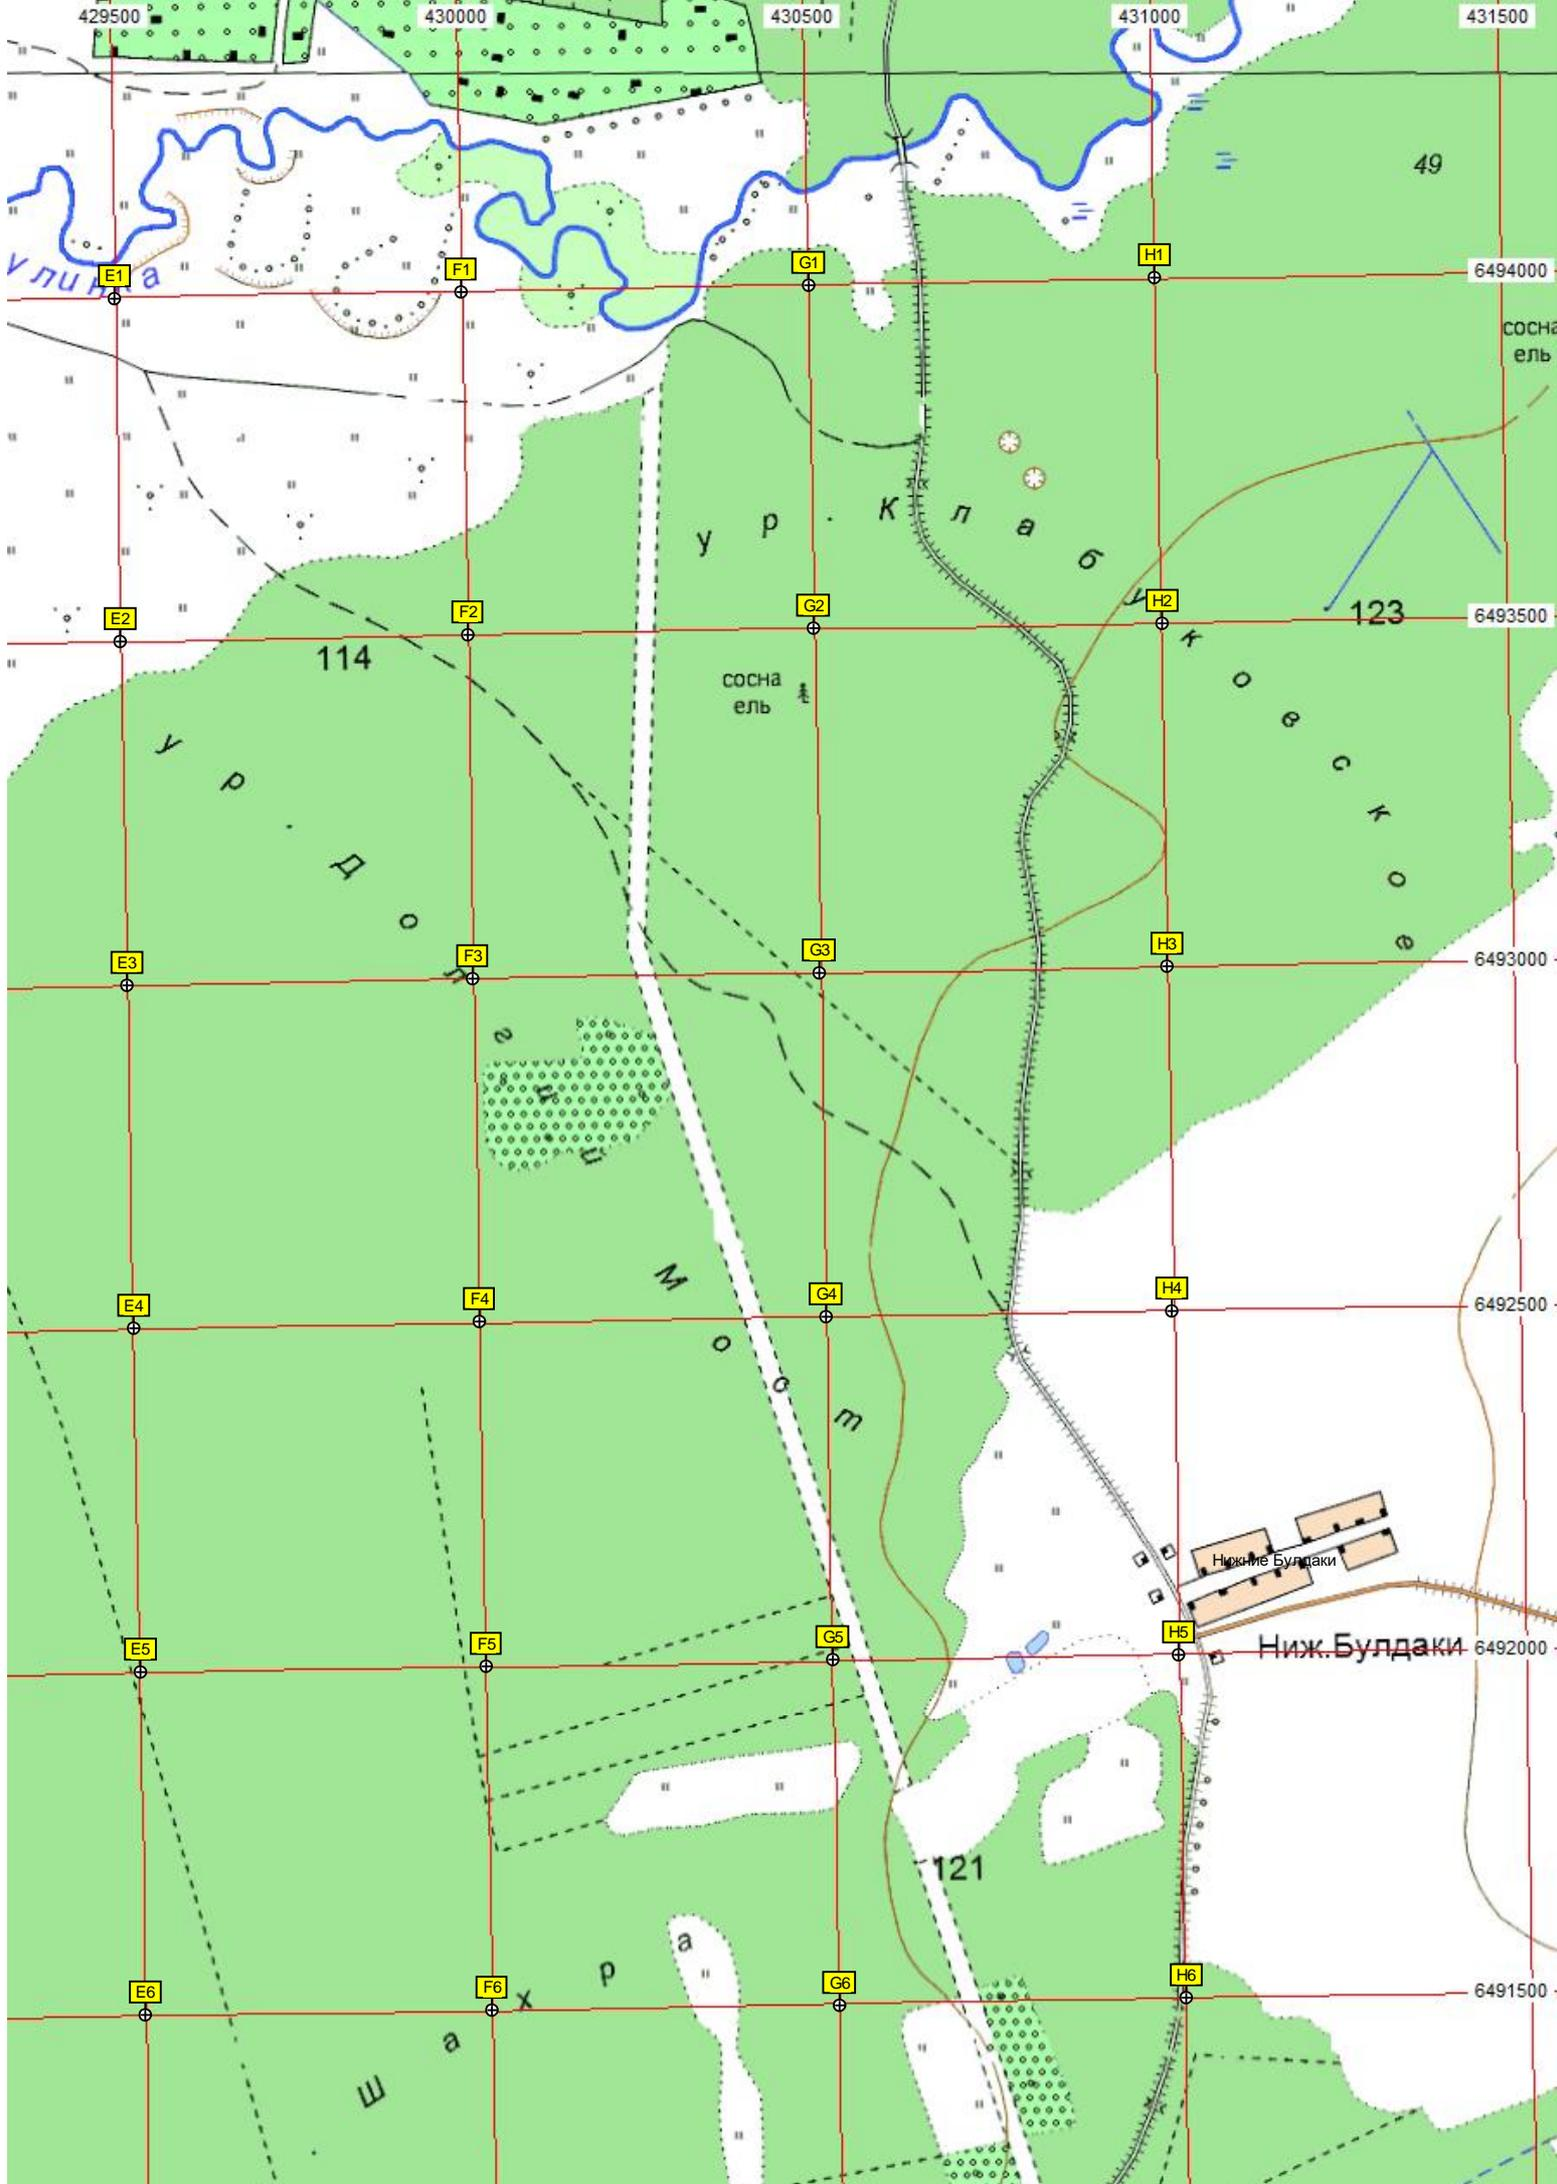 429500 430000 430500 431000 431500
49
E1 F1 G1 H1 6494000
улинка
сосна
ель
ур. Клабуковское
E2 F2 G2 H2 6493500
123
114
сосна
ель
ур. Долгий Мост
E3 F3 G3 H3 6493000
E4 F4 G4 H4 6492500
Нижние Булдаки
E5 F5 G5 H5 6492000
Ниж.Булдаки
121
E6 F6 G6 H6 6491500
Шахра